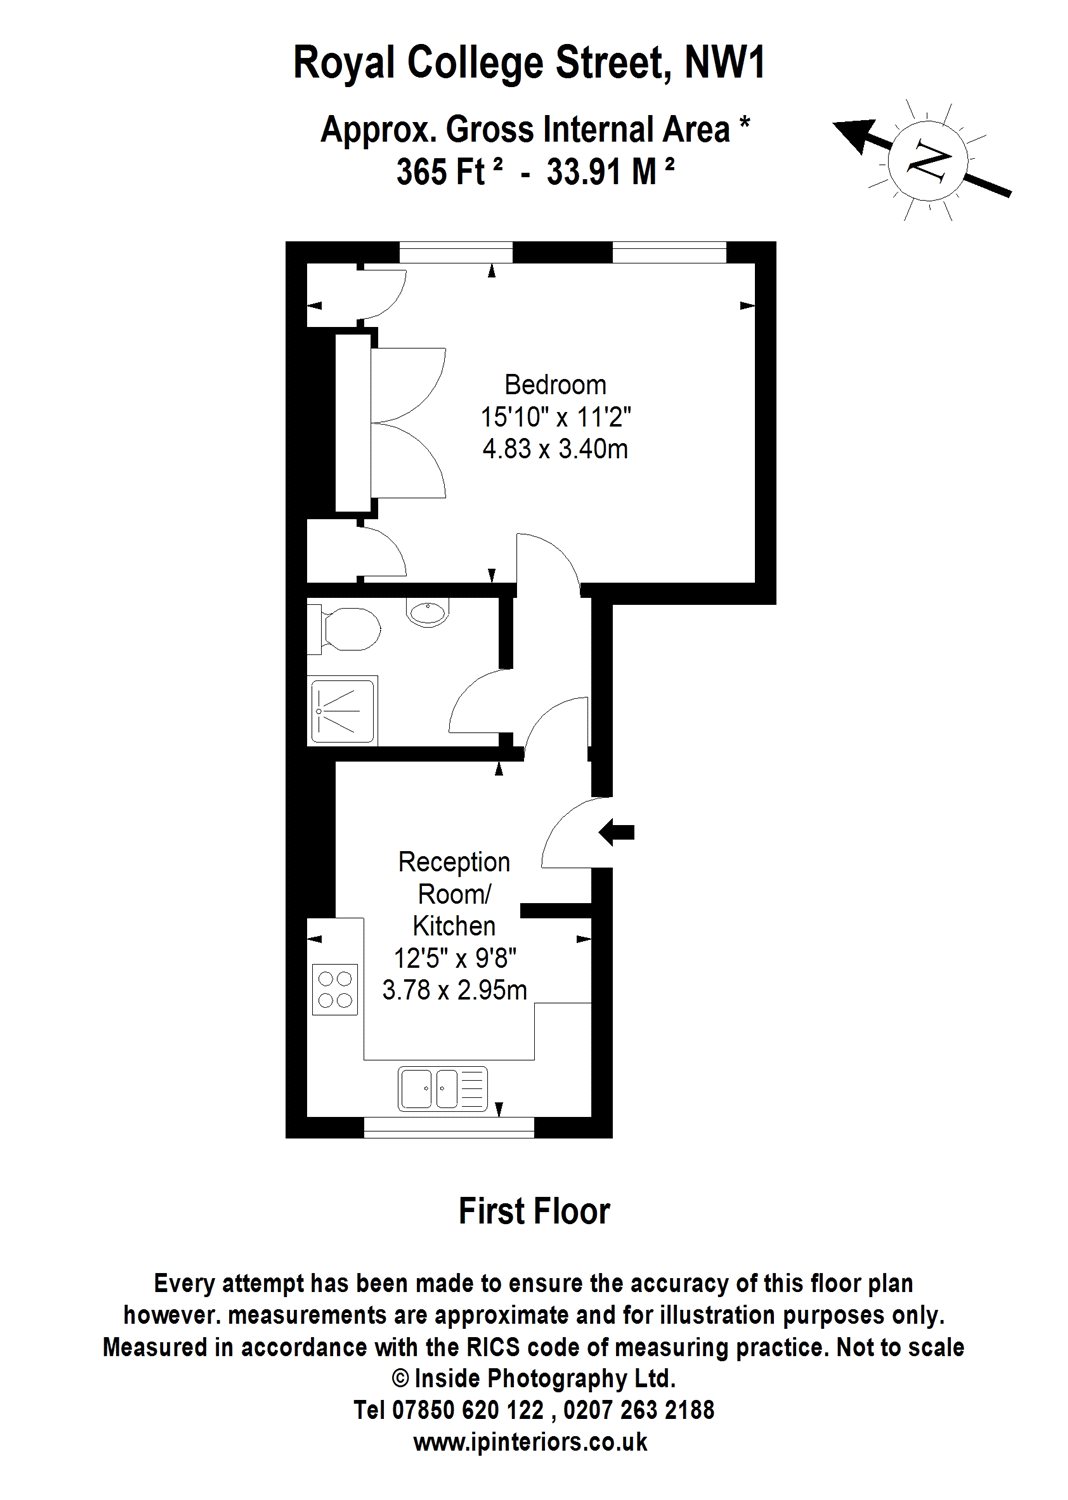 Royal College Street, NW1
Approx. Gross Internal Area *
365 Ft ² - 33.91 M ²
N
Bedroom
15'10" x 11'2"
4.83 x 3.40m
Reception
Room/
Kitchen
12'5" x 9'8"
3.78 x 2.95m
First Floor
Every attempt has been made to ensure the accuracy of this floor plan
however. measurements are approximate and for illustration purposes only.
Measured in accordance with the RICS code of measuring practice. Not to scale
© Inside Photography Ltd.
Tel 07850 620 122 , 0207 263 2188
www.ipinteriors.co.uk